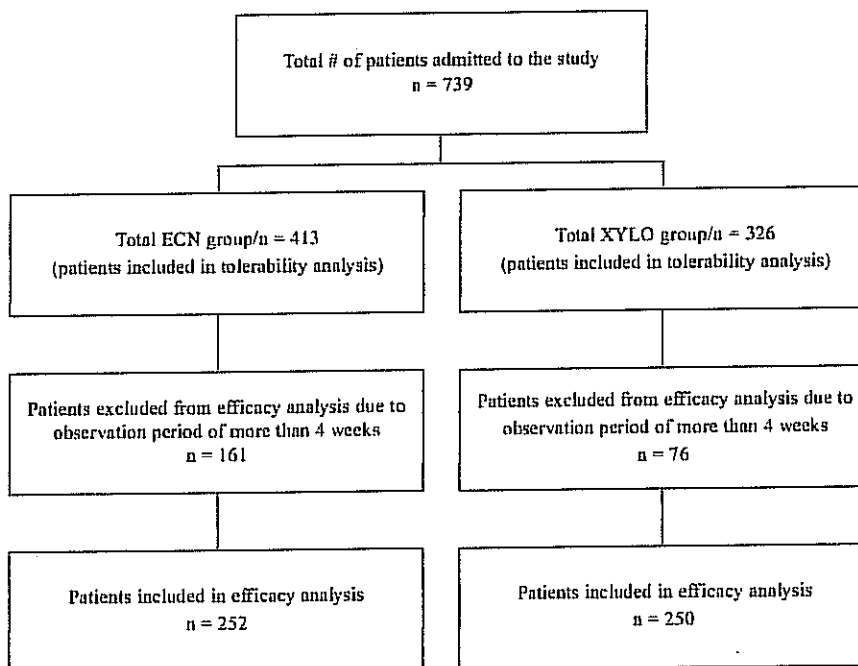 Total # of patients admitted to the study
n = 739
Total ECN group/n = 413
(patients included in tolerability analysis)
Total XYLO group/n = 326
(patients included in tolerability analysis)
Patients excluded from efficacy analysis due to
observation period of more than 4 weeks
n = 161
Patients excluded from efficacy analysis due to
observation period of more than 4 weeks
n = 76
Patients included in efficacy analysis
n = 252
Patients included in efficacy analysis
n = 250